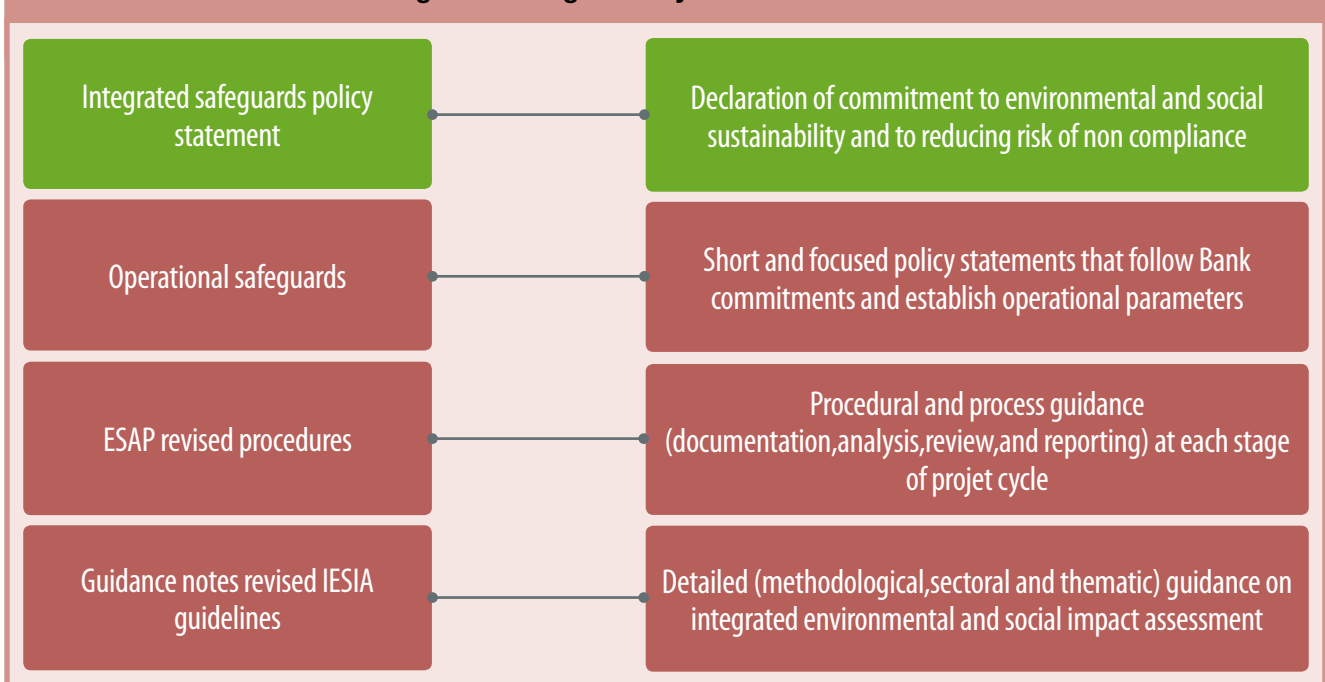 Integrated safeguards policy
statement
Declaration of commitment to environmental and social
sustainability and to reducing risk of non compliance
Operational safeguards
Short and focused policy statements that follow Bank
commitments and establish operational parameters
ESAP revised procedures
Procedural and process guidance
(documentation,analysis,review,and reporting) at each stage
of projet cycle
Guidance notes revised IESIA
guidelines
Detailed (methodological,sectoral and thematic) guidance on
integrated environmental and social impact assessment